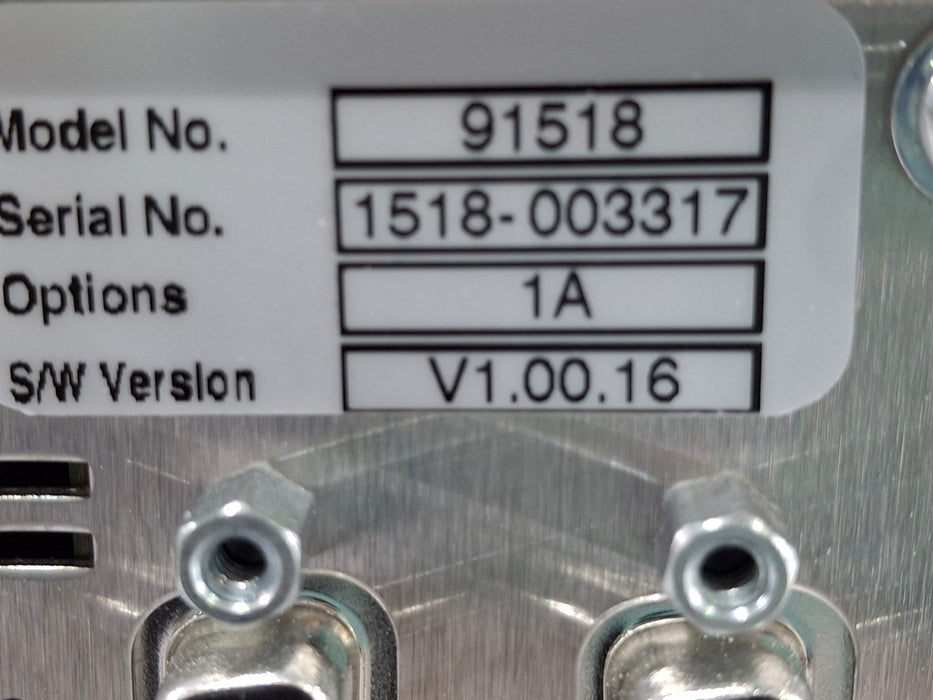 Model No. 91518
Serial No. 1518-003317
Options 1A
S/W Version V1.00.16